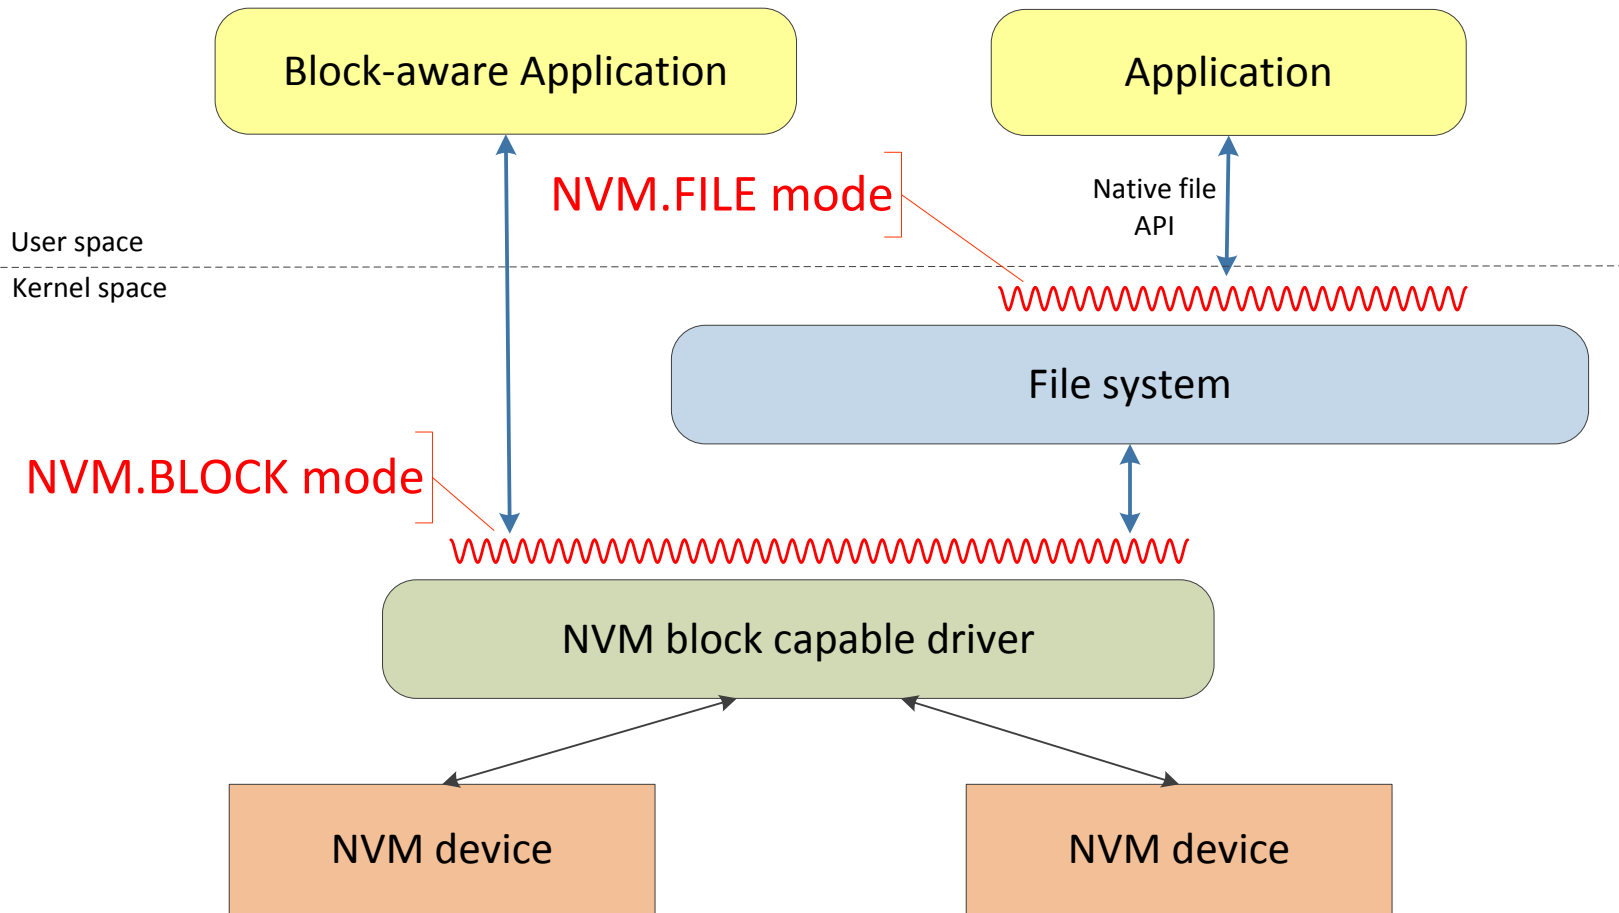 Block-aware Application
Application
NVM.FILE mode
Native file
API
User space
Kernel space
File system
NVM.BLOCK mode
NVM block capable driver
NVM device
NVM device